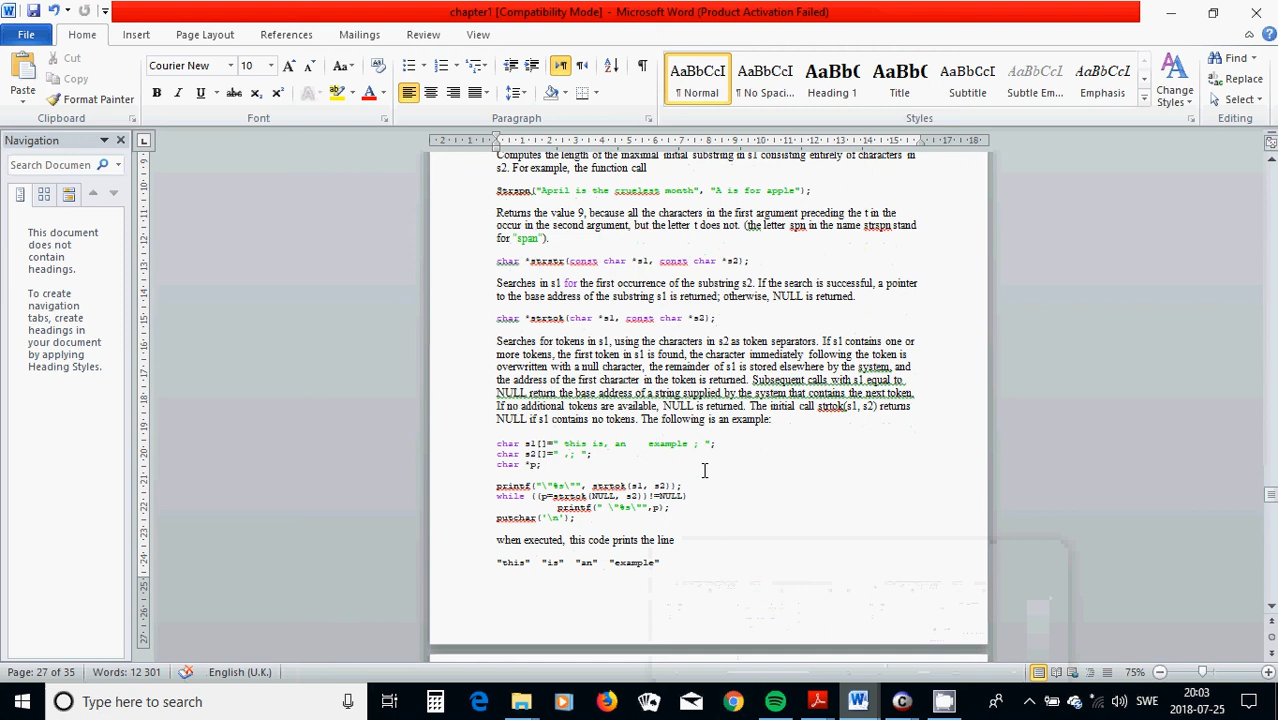 chapter1 [Compatibility Mode] - Microsoft Word (Product Activation Failed)
File Home Insert Page Layout References Mailings Review View
Cut
Copy
Format Painter
Paste
Clipboard
Courier New 10
Font
Paragraph
AaBbCcI AaBbCcI AaBbC AaBbC AaBbCcI AaBbCcI AaBbCcI
¶ Normal ¶ No Spaci... Heading 1 Title Subtitle Subtle Em... Emphasis
Styles
Change
Styles
Find
Replace
Select
Editing
Navigation
Search Documen
This document
does not
contain
headings.
To create
navigation
tabs, create
headings in
your document
by applying
Heading Styles.
Computes the length of the maximal initial substring in s1 consisting entirely of characters in
s2. For example, the function call
Strspn("April is the cruelest month", "A is for apple");
Returns the value 9, because all the characters in the first argument preceding the t in the
occur in the second argument, but the letter t does not. (the letter spn in the name strspn stand
for "span").
char *strstr(const char *s1, const char *s2);
Searches in s1 for the first occurrence of the substring s2. If the search is successful, a pointer
to the base address of the substring s1 is returned; otherwise, NULL is returned.
char *strtok(char *s1, const char *s2);
Searches for tokens in s1, using the characters in s2 as token separators. If s1 contains one or
more tokens, the first token in s1 is found, the character immediately following the token is
overwritten with a null character, the remainder of s1 is stored elsewhere by the system, and
the address of the first character in the token is returned. Subsequent calls with s1 equal to
NULL return the base address of a string supplied by the system that contains the next token.
If no additional tokens are available, NULL is returned. The initial call strtok(s1, s2) returns
NULL if s1 contains no tokens. The following is an example:
char s1[]=" this is, an    example ; ";
char s2[]=" ,; ";
char *p;
printf("\"%s\"", strtok(s1, s2));
while ((p=strtok(NULL, s2))!=NULL)
printf(" \"%s\"",p);
putchar('\n');
when executed, this code prints the line
"this"  "is"  "an"  "example"
Page: 27 of 35 Words: 12 301 English (U.K.) 75%
Type here to search
SWE
20:03
2018-07-25